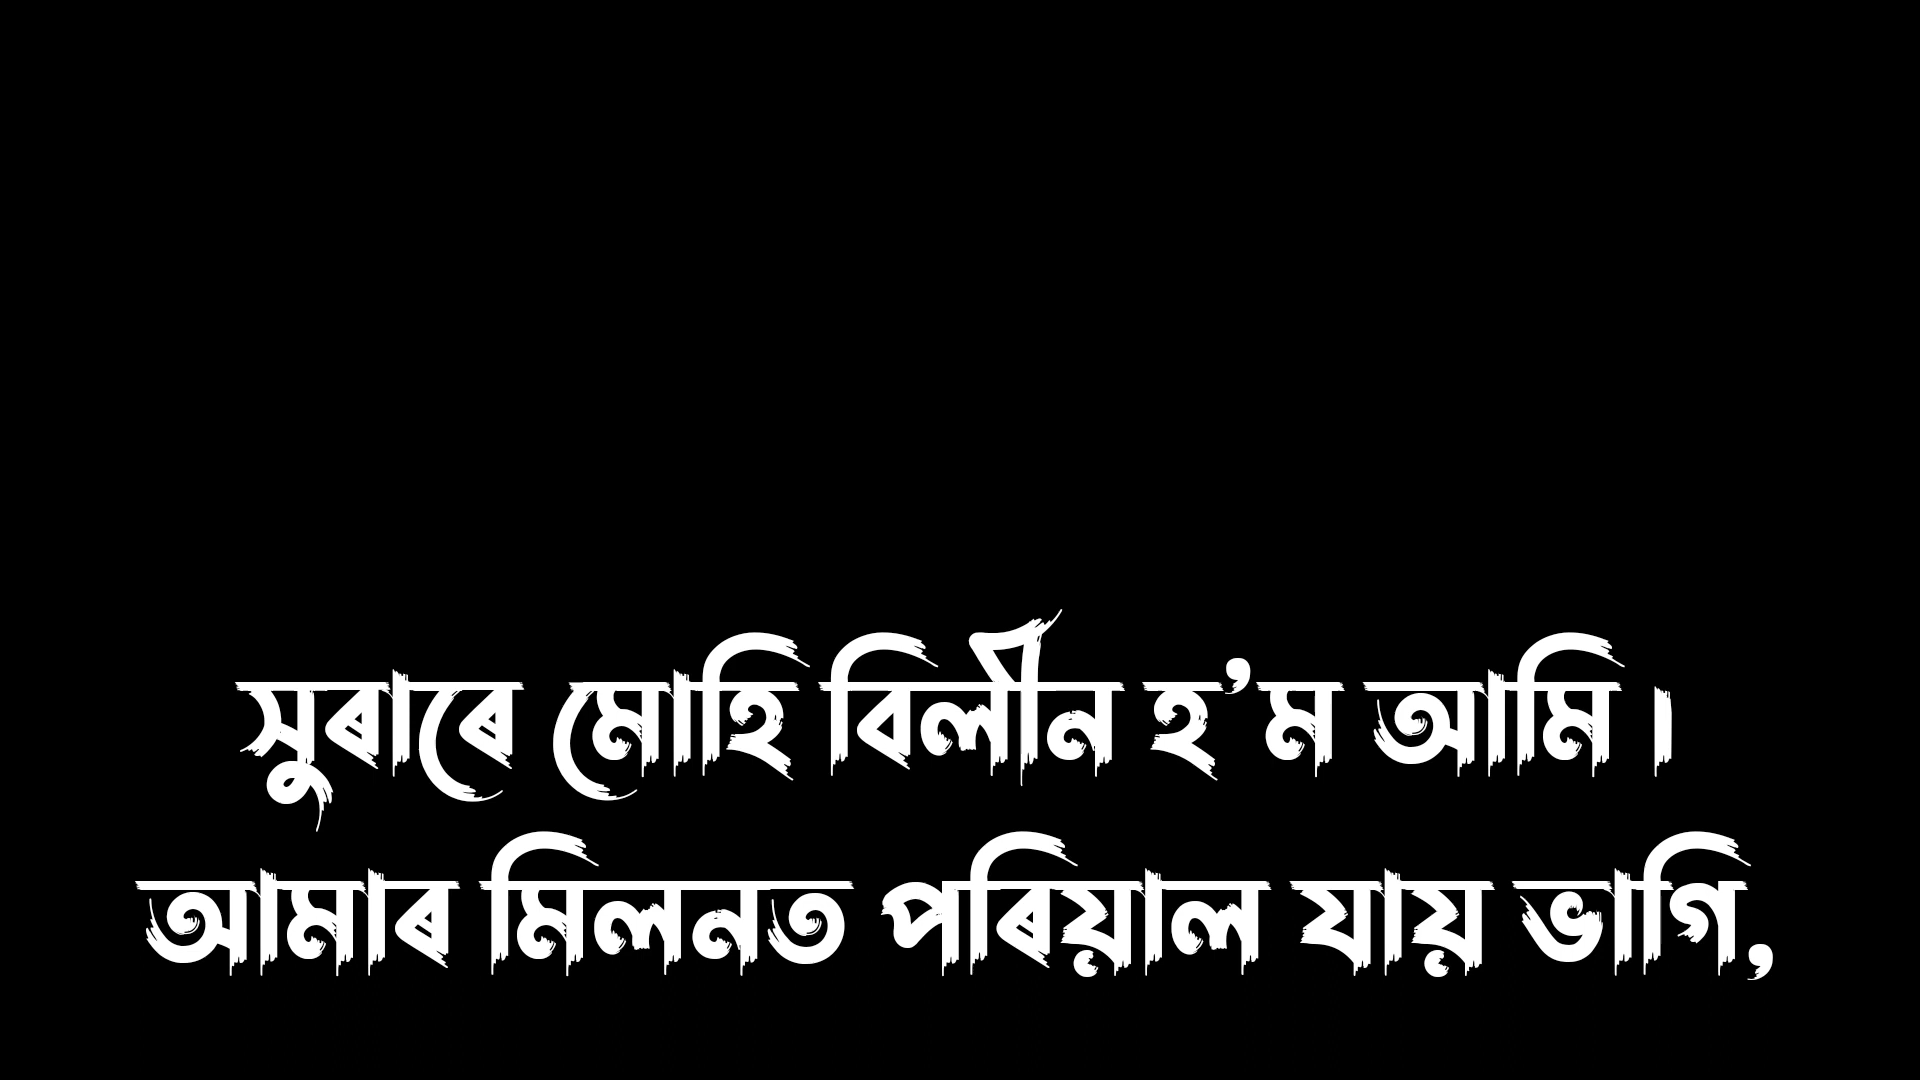 সুৰাৰে মোহি বিলীন হ’ম আমি।
আমাৰ মিলনত পৰিয়াল যায় ভাগি,